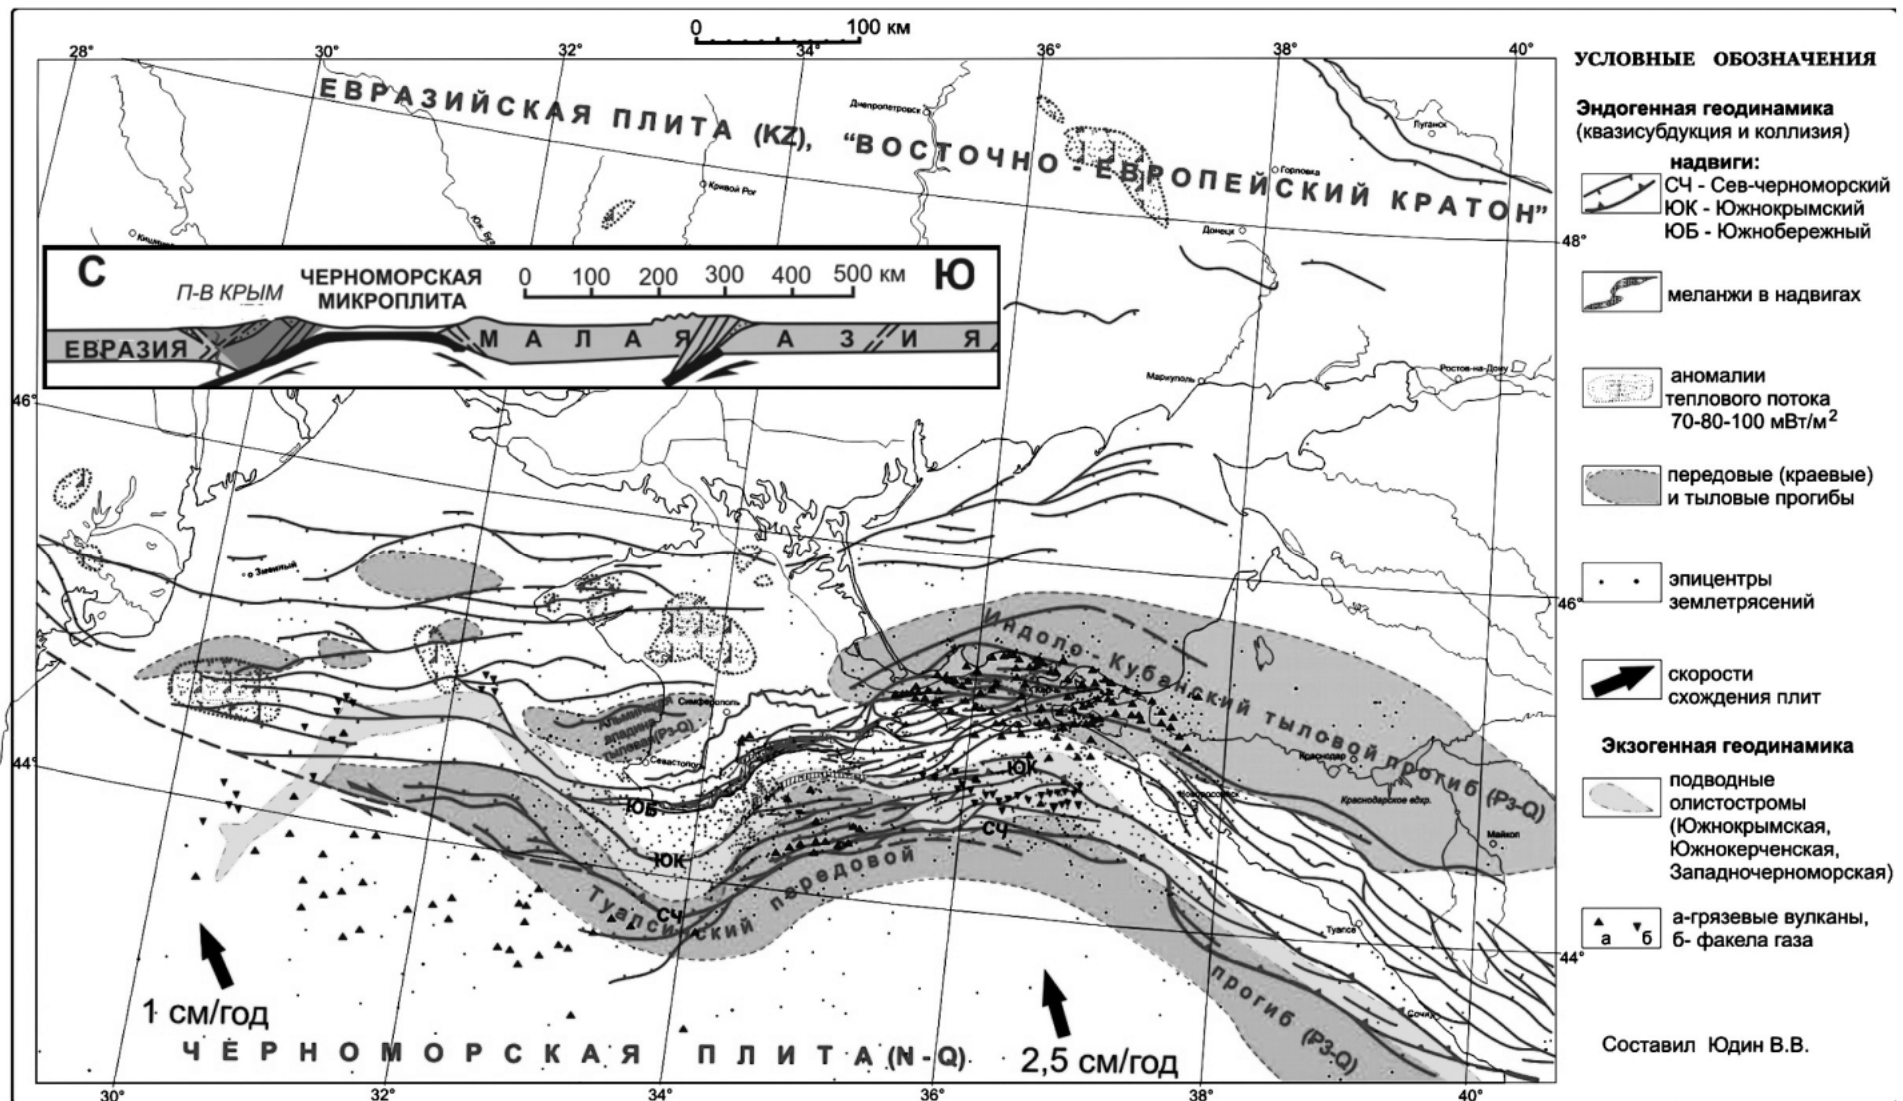 0 100 км
28° 30° 32° 34° 36° 38° 40°
ЕВРАЗИЙСКАЯ ПЛИТА (KZ), “ВОСТОЧНО - ЕВРОПЕЙСКИЙ КРАТОН”
Днепропетровск
Луганск
Кривой Рог
Горловка
Донецк
48°
С
П-В КРЫМ
ЧЕРНОМОРСКАЯ
МИКРОПЛИТА
0 100 200 300 400 500 км
Ю
ЕВРАЗИЯ
МАЛАЯ АЗИЯ
Мариуполь
Ростов-на-Дону
46°
Змеиный
46°
Индоло - Кубанский тыловой прогиб (Pз-Q)
Симферополь
Альминская
впадина
тыловая (Pз-Q)
Севастополь
44°
Краснодар
Краснодарское вдхр.
Новороссийск
Майкоп
ЮБ
ЮК
ЮК
СЧ
СЧ
Туапсинский передовой прогиб (Pз-Q)
Туапсе
44°
Сочи
1 см/год
2,5 см/год
ЧЕРНОМОРСКАЯ ПЛИТА (N-Q)
30° 32° 34° 36° 38° 40°
УСЛОВНЫЕ ОБОЗНАЧЕНИЯ
Эндогенная геодинамика
(квазисубдукция и коллизия)
надвиги:
СЧ - Сев-черноморский
ЮК - Южнокрымский
ЮБ - Южнобережный
меланжи в надвигах
аномалии
теплового потока
70-80-100 мВт/м²
передовые (краевые)
и тыловые прогибы
эпицентры
землетрясений
скорости
схождения плит
Экзогенная геодинамика
подводные
олистостромы
(Южнокрымская,
Южнокерченская,
Западночерноморская)
а б
а-грязевые вулканы,
б- факела газа
Составил Юдин В.В.